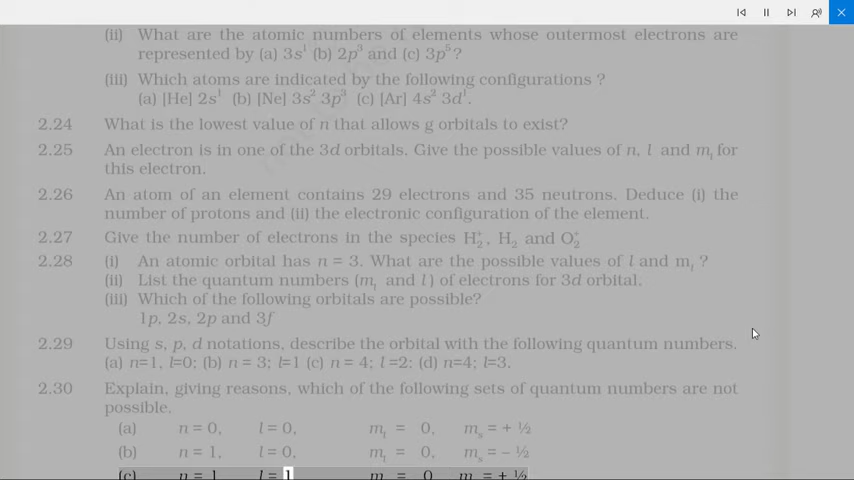 (ii) What are the atomic numbers of elements whose outermost electrons are
represented by (a) 3s¹ (b) 2p³ and (c) 3p⁵?
(iii) Which atoms are indicated by the following configurations ?
(a) [He] 2s¹ (b) [Ne] 3s² 3p³ (c) [Ar] 4s² 3d¹.
2.24 What is the lowest value of n that allows g orbitals to exist?
2.25 An electron is in one of the 3d orbitals. Give the possible values of n, l and mₗ for
this electron.
2.26 An atom of an element contains 29 electrons and 35 neutrons. Deduce (i) the
number of protons and (ii) the electronic configuration of the element.
2.27 Give the number of electrons in the species H₂⁺, H₂ and O₂⁺
2.28 (i) An atomic orbital has n = 3. What are the possible values of l and mₗ ?
(ii) List the quantum numbers (mₗ and l ) of electrons for 3d orbital.
(iii) Which of the following orbitals are possible?
1p, 2s, 2p and 3f
2.29 Using s, p, d notations, describe the orbital with the following quantum numbers.
(a) n=1, l=0; (b) n = 3; l=1 (c) n = 4; l =2; (d) n=4; l=3.
2.30 Explain, giving reasons, which of the following sets of quantum numbers are not
possible.
(a) n = 0, l = 0, mₗ = 0, mₛ = + ½
(b) n = 1, l = 0, mₗ = 0, mₛ = – ½
(c) n = 1 l = 1 m = 0 m = + ½